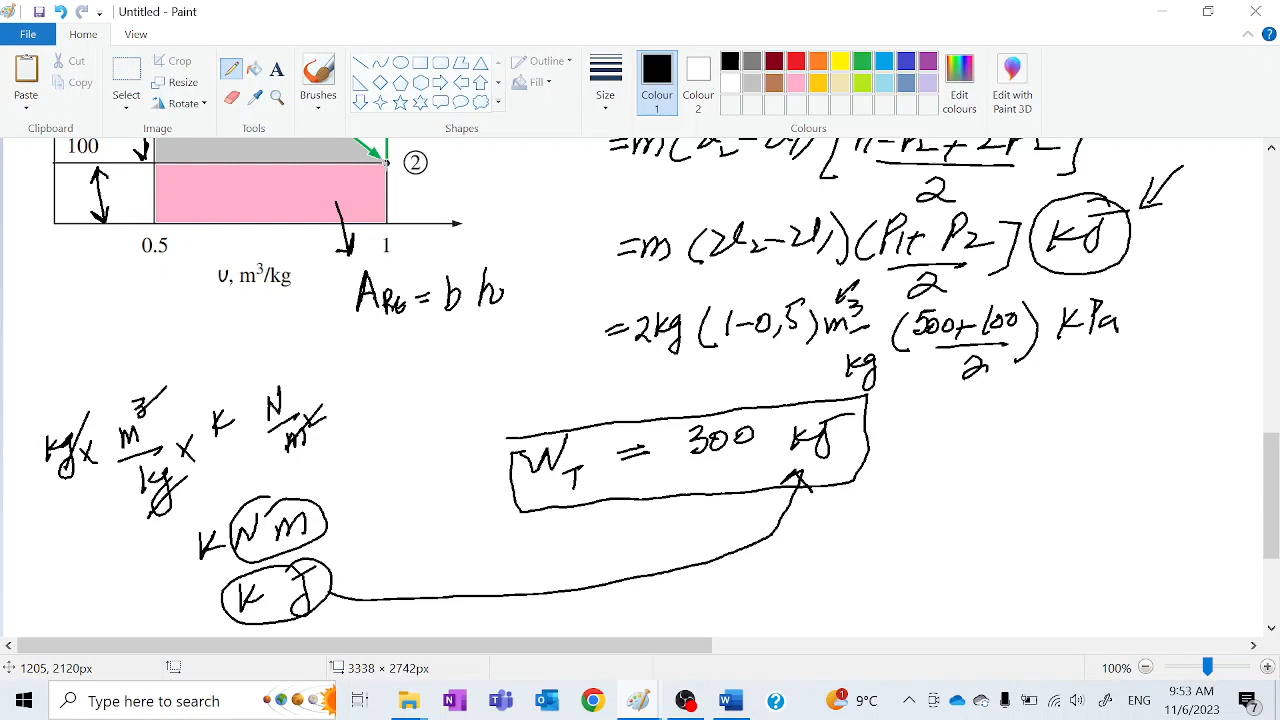 Untitled - Paint
File Home View
Paste Cut Copy
Select Crop Resize Rotate
Brushes
Outline Fill
Size
Colour 1 Colour 2
Edit colours
Edit with Paint 3D
Clipboard Image Tools Shapes Colours
100
2
0.5 1
υ, m³/kg
A = b h
=m(
2
=m (v2-v1)(P1+P2]
2
kJ
=2kg (1-0,5)m³ (500+100) kPa
kg 2
kg x m³ x k N
kg m²
WT = 300 kJ
k N m
k J
1205, 2120px
3338 × 2742px
100%
Type here to search
1
9°C
ENG
:53 AM
11/6/2023
7